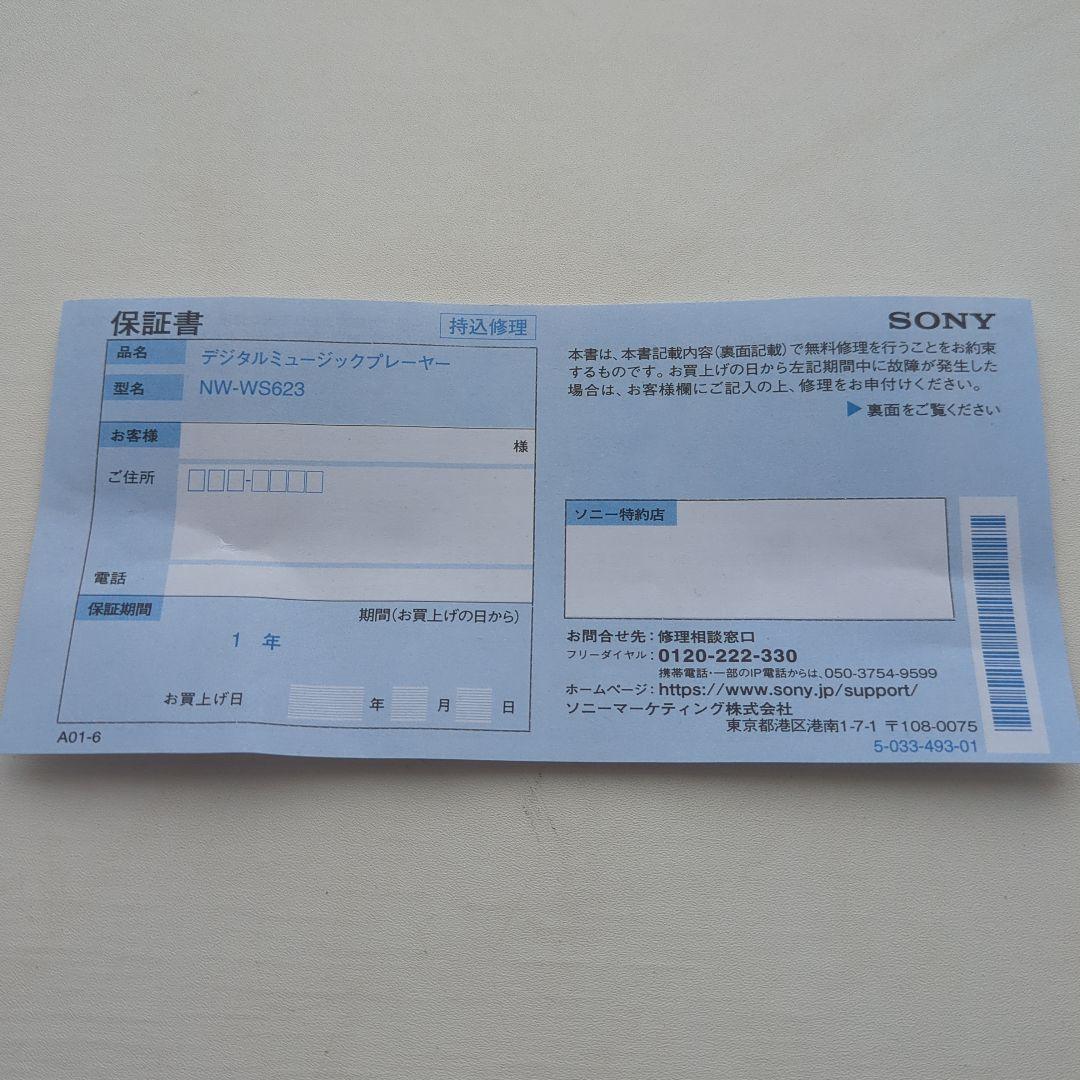 保証書
持込修理
品名 デジタルミュージックプレーヤー
型名 NW-WS623
お客様 様
ご住所 □□□-□□□□
電話
保証期間 期間(お買上げの日から)
1 年
お買上げ日 年 月 日
A01-6
SONY
本書は、本書記載内容(裏面記載)で無料修理を行うことをお約束
するものです。お買上げの日から左記期間中に故障が発生した
場合は、お客様欄にご記入の上、修理をお申付けください。
▶ 裏面をご覧ください
ソニー特約店
お問合せ先:修理相談窓口
フリーダイヤル:0120-222-330
携帯電話・一部のIP電話からは、050-3754-9599
ホームページ:https://www.sony.jp/support/
ソニーマーケティング株式会社
東京都港区港南1-7-1 〒108-0075
5-033-493-01